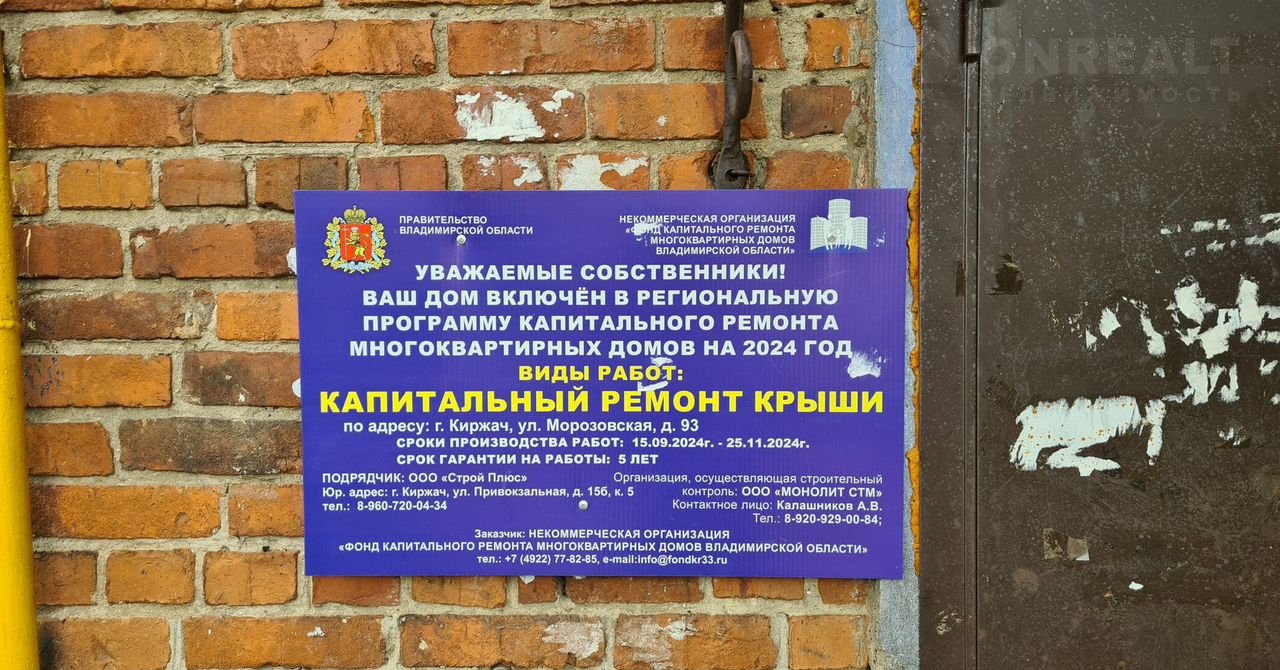 ПРАВИТЕЛЬСТВО
ВЛАДИМИРСКОЙ ОБЛАСТИ
НЕКОММЕРЧЕСКАЯ ОРГАНИЗАЦИЯ
«ФОНД КАПИТАЛЬНОГО РЕМОНТА
МНОГОКВАРТИРНЫХ ДОМОВ
ВЛАДИМИРСКОЙ ОБЛАСТИ»
УВАЖАЕМЫЕ СОБСТВЕННИКИ!
ВАШ ДОМ ВКЛЮЧЁН В РЕГИОНАЛЬНУЮ
ПРОГРАММУ КАПИТАЛЬНОГО РЕМОНТА
МНОГОКВАРТИРНЫХ ДОМОВ НА 2024 ГОД
ВИДЫ РАБОТ:
КАПИТАЛЬНЫЙ РЕМОНТ КРЫШИ
по адресу: г. Киржач, ул. Морозовская, д. 93
СРОКИ ПРОИЗВОДСТВА РАБОТ: 15.09.2024г. - 25.11.2024г.
СРОК ГАРАНТИИ НА РАБОТЫ: 5 ЛЕТ
ПОДРЯДЧИК: ООО «Строй Плюс»
Юр. адрес: г. Киржач, ул. Привокзальная, д. 15б, к. 5
тел.: 8-960-720-04-34
Организация, осуществляющая строительный
контроль: ООО «МОНОЛИТ СТМ»
Контактное лицо: Калашников А.В.
Тел.: 8-920-929-00-84;
Заказчик: НЕКОММЕРЧЕСКАЯ ОРГАНИЗАЦИЯ
«ФОНД КАПИТАЛЬНОГО РЕМОНТА МНОГОКВАРТИРНЫХ ДОМОВ ВЛАДИМИРСКОЙ ОБЛАСТИ»
тел.: +7 (4922) 77-82-85, e-mail:info@fondkr33.ru
ONREALT
НЕДВИЖИМОСТЬ